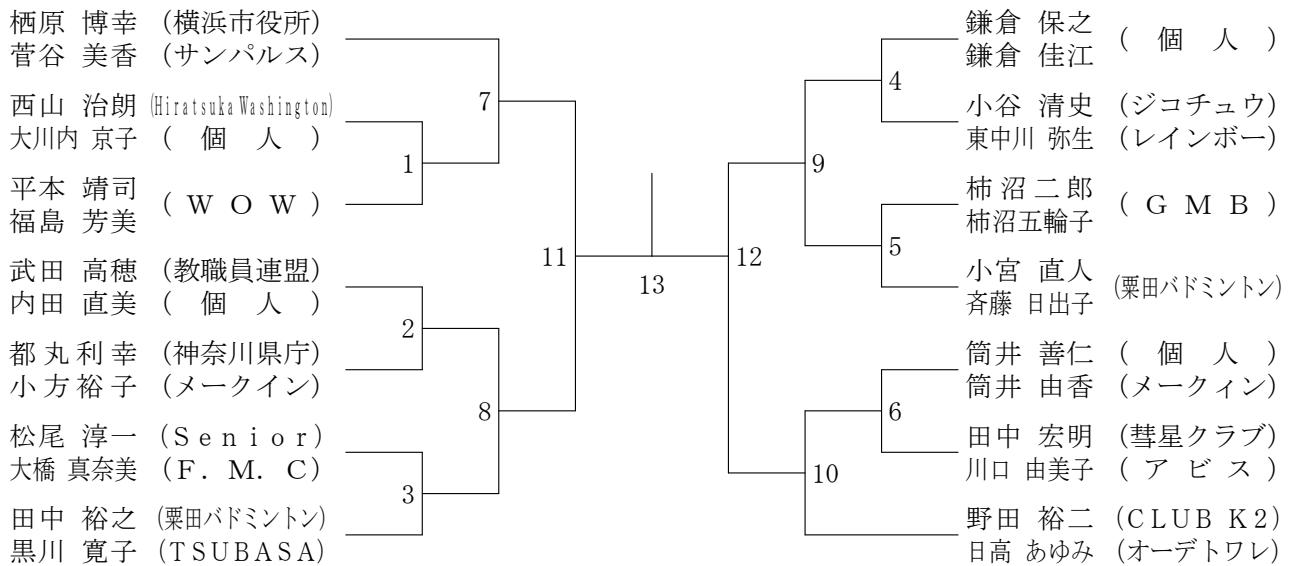 栖原 博幸 (横浜市役所)
菅谷 美香 (サンパルス)
西山 治朗 (Hiratsuka Washington)
大川内 京子 (個人)
平本 靖司
福島 芳美
(WOW)
武田 高穂 (教職員連盟)
内田 直美 (個人)
都丸利幸 (神奈川県庁)
小方裕子 (メークイン)
松尾 淳一 (Senior)
大橋 真奈美 (F.M.C)
田中 裕之 (粟田バドミントン)
黒川 寛子 (TSUBASA)
7
1
2
8
3
11
13
12
9
4
5
6
10
鎌倉 保之
鎌倉 佳江
(個人)
小谷 清史 (ジコチュウ)
東中川 弥生 (レインボー)
柿沼二郎
柿沼五輪子
(GMB)
小宮 直人
斉藤 日出子
(粟田バドミントン)
筒井 善仁 (個人)
筒井 由香 (メークィン)
田中 宏明 (彗星クラブ)
川口 由美子 (アビス)
野田 裕二 (CLUB K2)
日高 あゆみ (オーデトワレ)